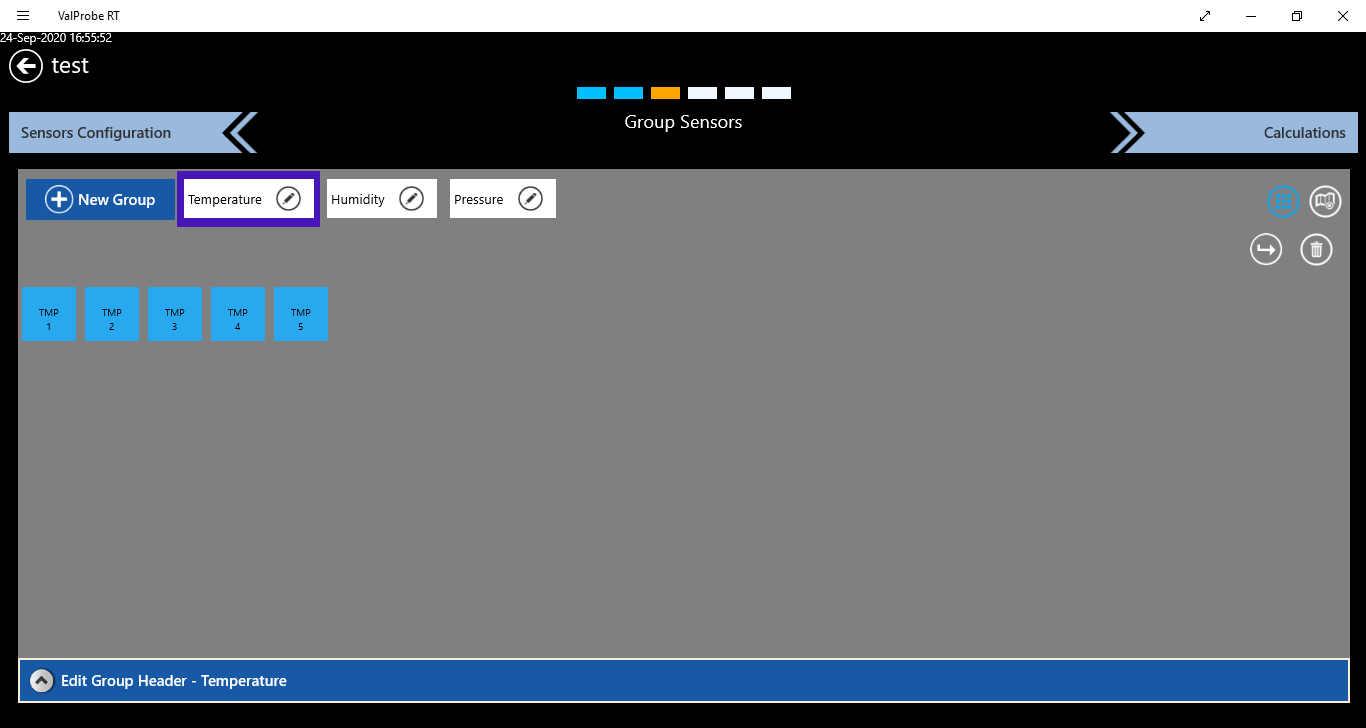 ValProbe RT
24-Sep-2020 16:55:52
test
Group Sensors
Sensors Configuration
Calculations
New Group
Temperature
Humidity
Pressure
TMP
1
TMP
2
TMP
3
TMP
4
TMP
5
Edit Group Header - Temperature